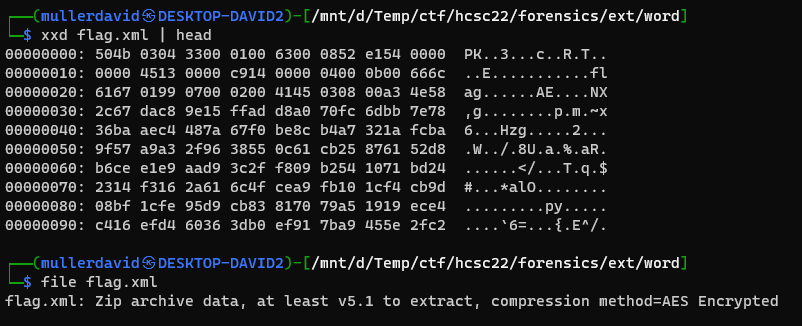 ┌──(mullerdavid㉿DESKTOP-DAVID2)-[/mnt/d/Temp/ctf/hcsc22/forensics/ext/word]
└─$ xxd flag.xml | head
00000000: 504b 0304 3300 0100 6300 0852 e154 0000  PK..3...c..R.T..
00000010: 0000 4513 0000 c914 0000 0400 0b00 666c  ..E...........fl
00000020: 6167 0199 0700 0200 4145 0308 00a3 4e58  ag......AE....NX
00000030: 2c67 dac8 9e15 ffad d8a0 70fc 6dbb 7e78  ,g........p.m.~x
00000040: 36ba aec4 487a 67f0 be8c b4a7 321a fcba  6...Hzg.....2...
00000050: 9f57 a9a3 2f96 3855 0c61 cb25 8761 52d8  .W../.8U.a.%.aR.
00000060: b6ce e1e9 aad9 3c2f f809 b254 1071 bd24  ......</...T.q.$
00000070: 2314 f316 2a61 6c4f cea9 fb10 1cf4 cb9d  #...*alO........
00000080: 08bf 1cfe 95d9 cb83 8170 79a5 1919 ece4  .........py.....
00000090: c416 efd4 6036 3db0 ef91 7ba9 455e 2fc2  ....`6=...{.E^/.
┌──(mullerdavid㉿DESKTOP-DAVID2)-[/mnt/d/Temp/ctf/hcsc22/forensics/ext/word]
└─$ file flag.xml
flag.xml: Zip archive data, at least v5.1 to extract, compression method=AES Encrypted